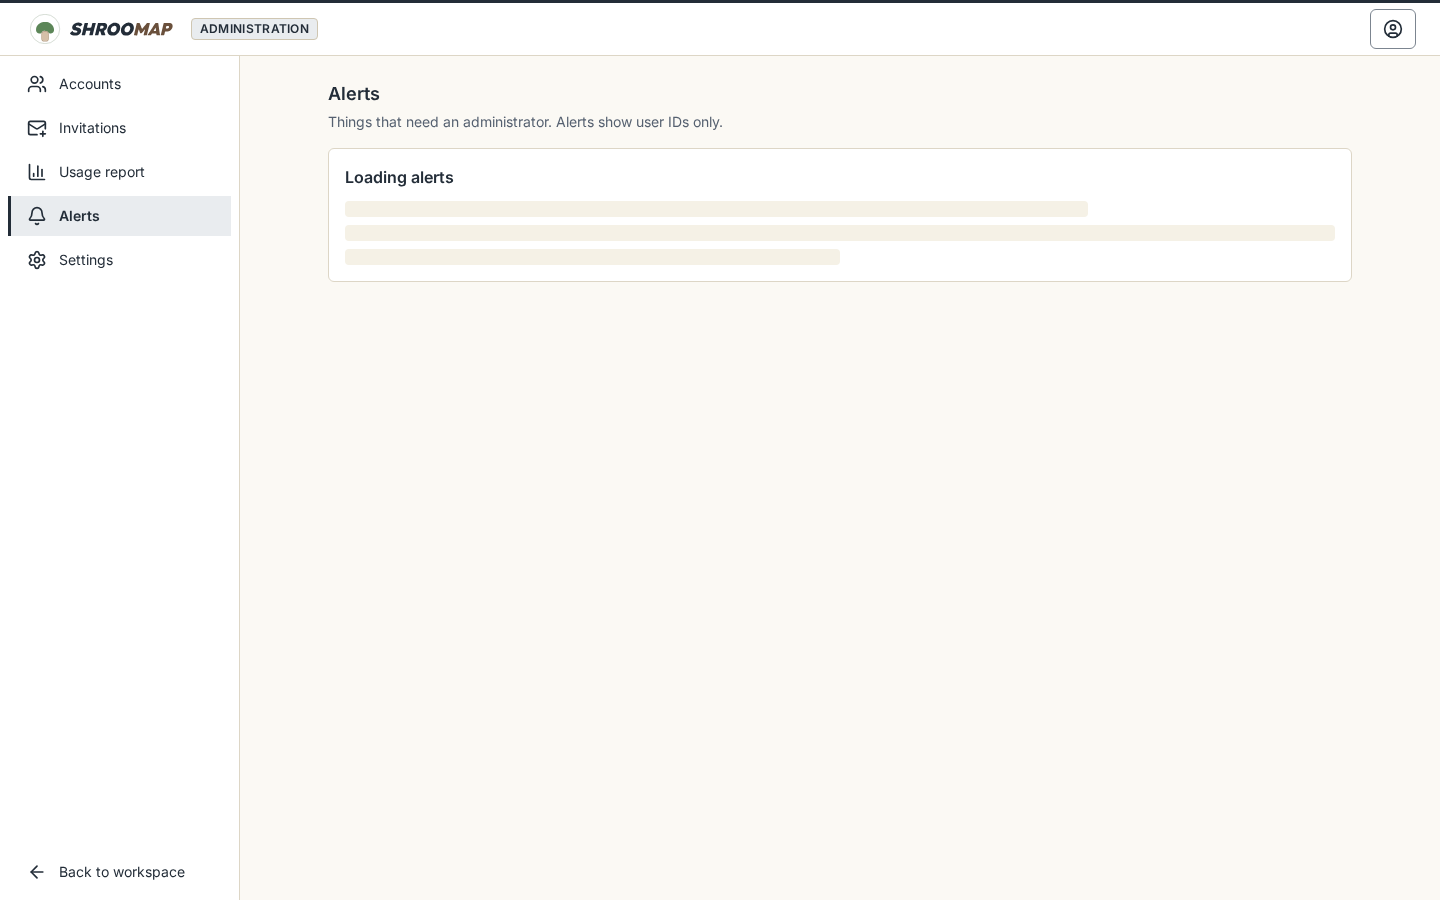 SHROOMAP ADMINISTRATION
Accounts
Invitations
Usage report
Alerts
Settings
Back to workspace
Alerts
Things that need an administrator. Alerts show user IDs only.
Loading alerts